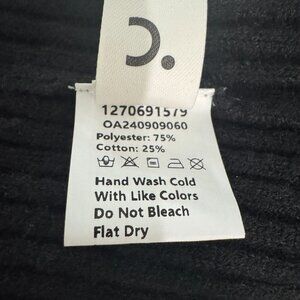 1270691579
OA240909060
Polyester: 75%
Cotton: 25%
Hand Wash Cold
With Like Colors
Do Not Bleach
Flat Dry